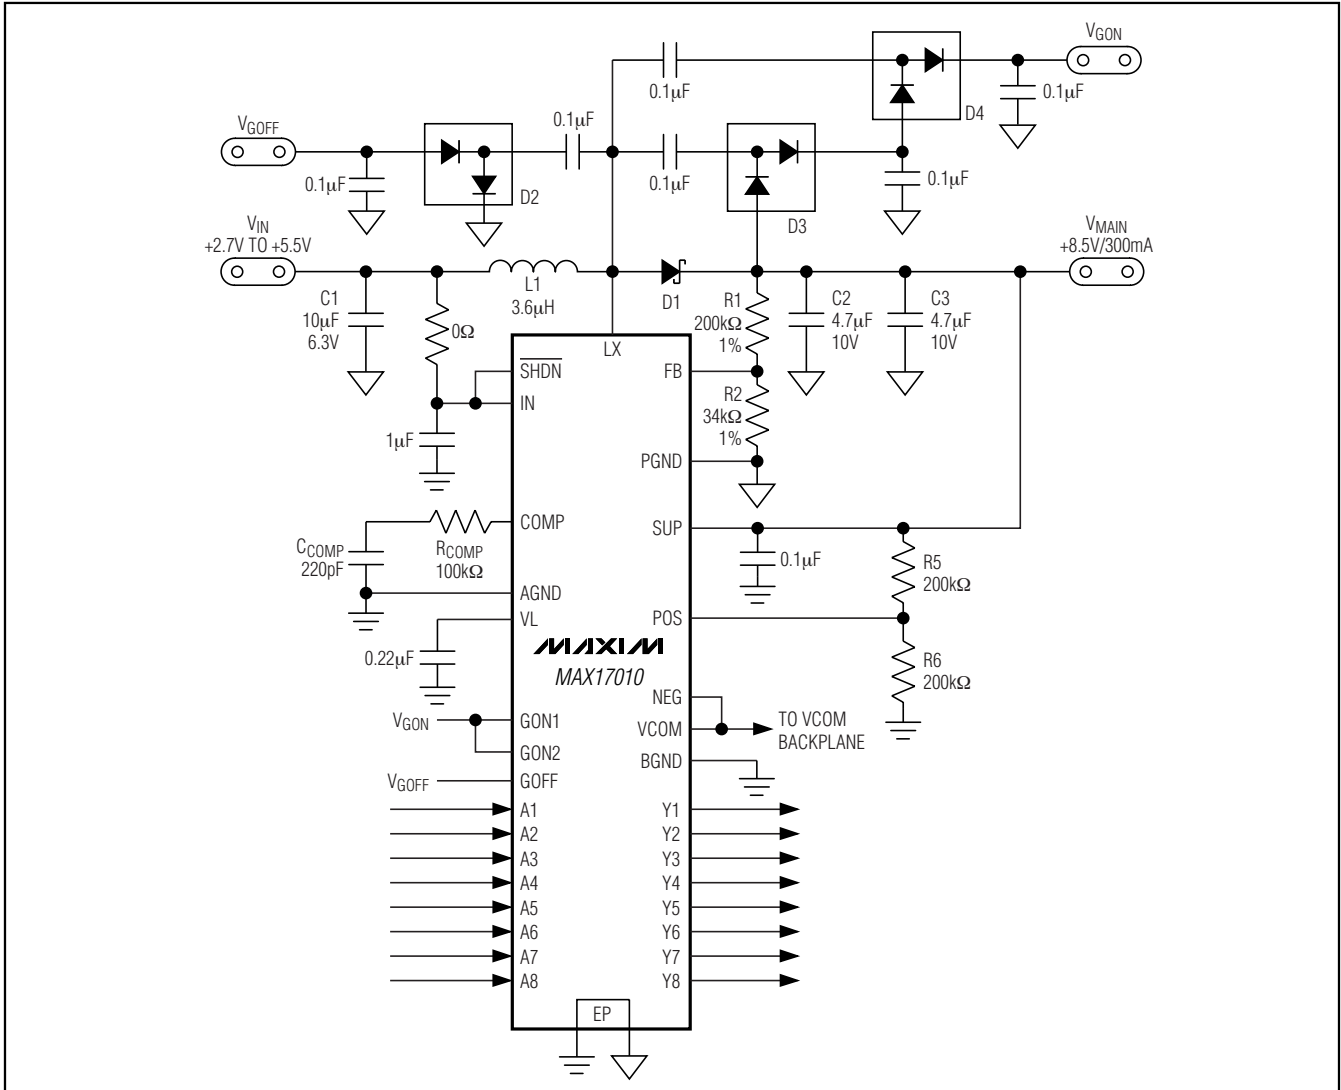 VGON
0.1µF
0.1µF
D4
VGOFF
0.1µF
0.1µF
0.1µF
0.1µF
D2
D3
VIN
+2.7V TO +5.5V
VMAIN
+8.5V/300mA
L1
3.6µH
D1
C1
10µF
6.3V
0Ω
R1
200kΩ
1%
C2
4.7µF
10V
C3
4.7µF
10V
LX
SHDN
FB
IN
R2
34kΩ
1%
1µF
PGND
COMP
SUP
CCOMP
220pF
RCOMP
100kΩ
0.1µF
R5
200kΩ
AGND
VL
POS
MAXIM
MAX17010
0.22µF
R6
200kΩ
NEG
VGON
GON1
VCOM
TO VCOM
BACKPLANE
GON2
BGND
VGOFF
GOFF
A1
Y1
A2
Y2
A3
Y3
A4
Y4
A5
Y5
A6
Y6
A7
Y7
A8
Y8
EP